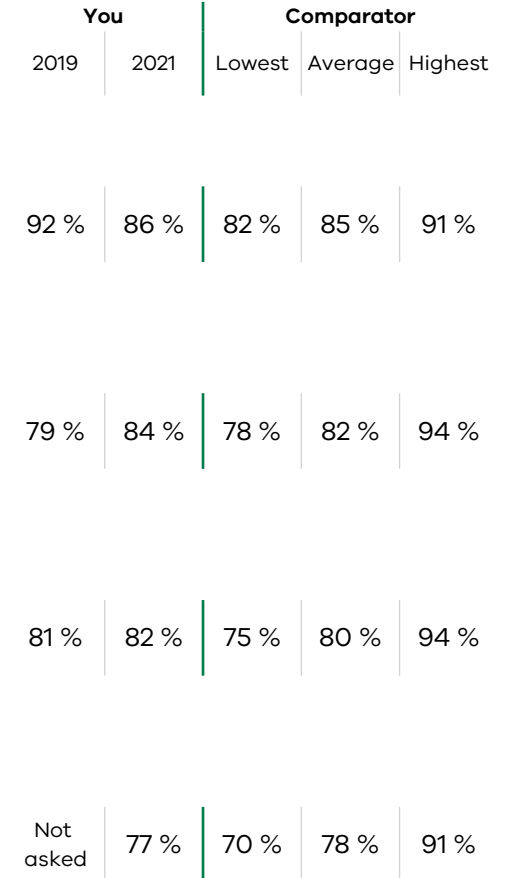 You Comparator
2019 2021 Lowest Average Highest
92 % 86 % 82 % 85 % 91 %
79 % 84 % 78 % 82 % 94 %
81 % 82 % 75 % 80 % 94 %
Not
asked 77 % 70 % 78 % 91 %